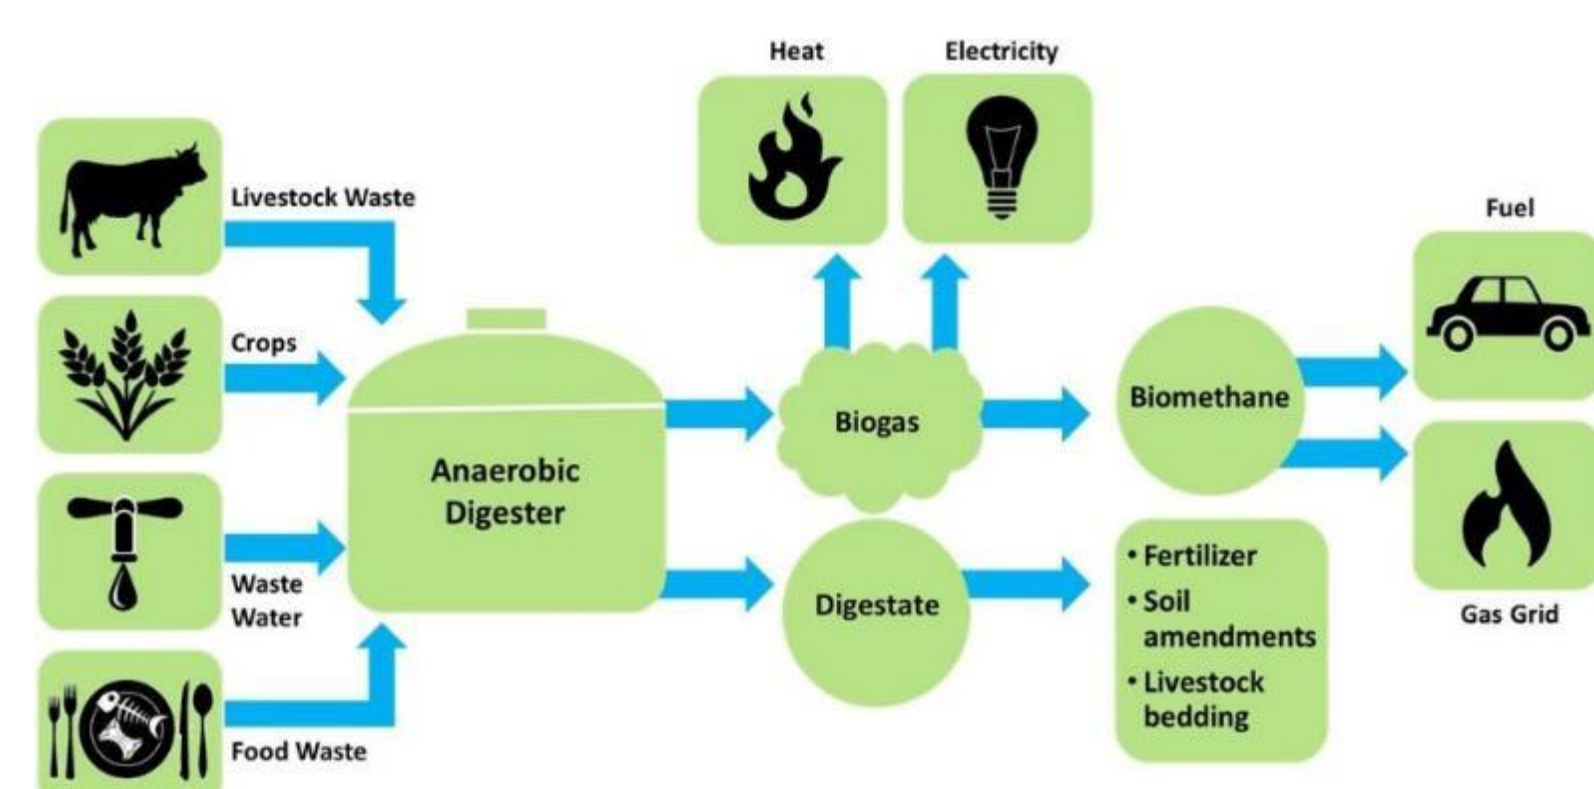 Heat
Electricity
Livestock Waste
Crops
Waste
Water
Food Waste
Anaerobic
Digester
Biogas
Digestate
Biomethane
• Fertilizer
• Soil
amendments
• Livestock
bedding
Fuel
Gas Grid